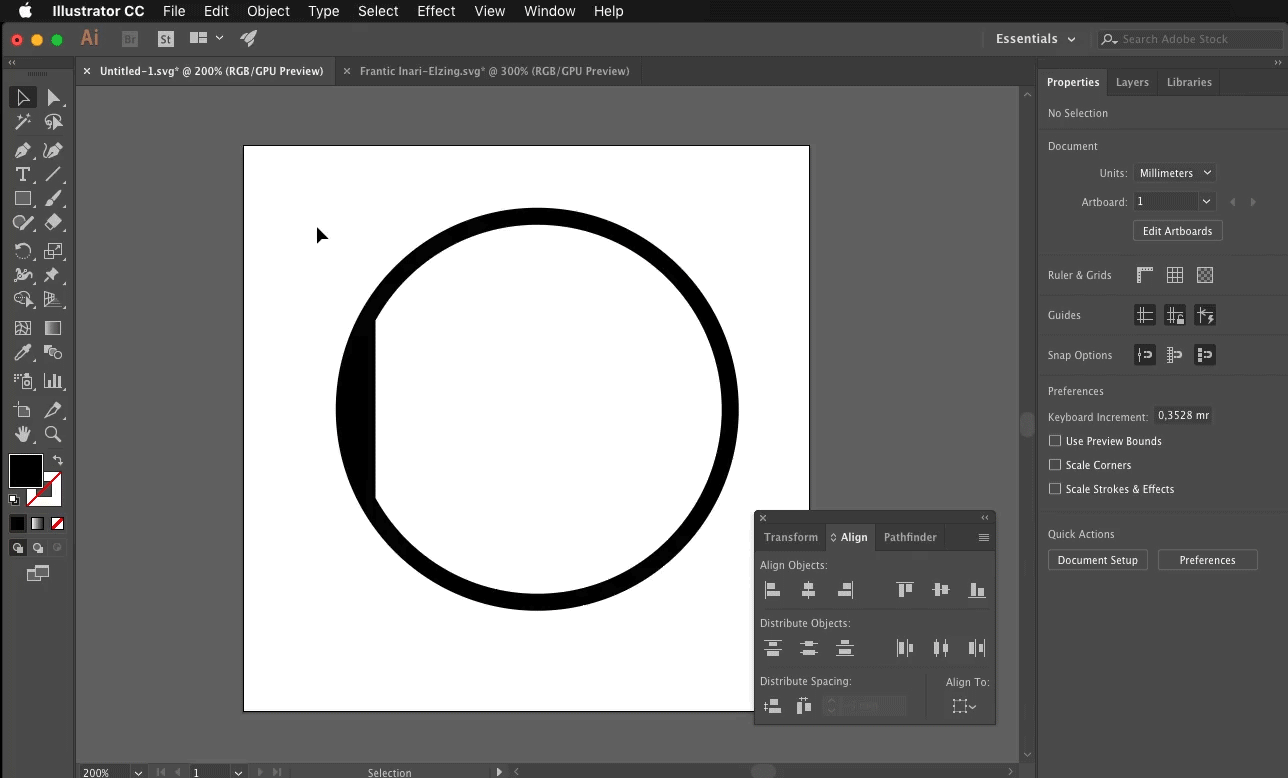 Illustrator CC File Edit Object Type Select Effect View Window Help
Ai Br St Essentials Search Adobe Stock
Untitled-1.svg* @ 200% (RGB/GPU Preview) Frantic Inari-Elzing.svg* @ 300% (RGB/GPU Preview)
Properties Layers Libraries
No Selection
Document
Units: Millimeters
Artboard: 1
Edit Artboards
Ruler & Grids
Guides
Snap Options
Preferences
Keyboard Increment: 0,3528 mr
Use Preview Bounds
Scale Corners
Scale Strokes & Effects
Quick Actions
Document Setup Preferences
Transform Align Pathfinder
Align Objects:
Distribute Objects:
Distribute Spacing: Align To:
200% 1 Selection